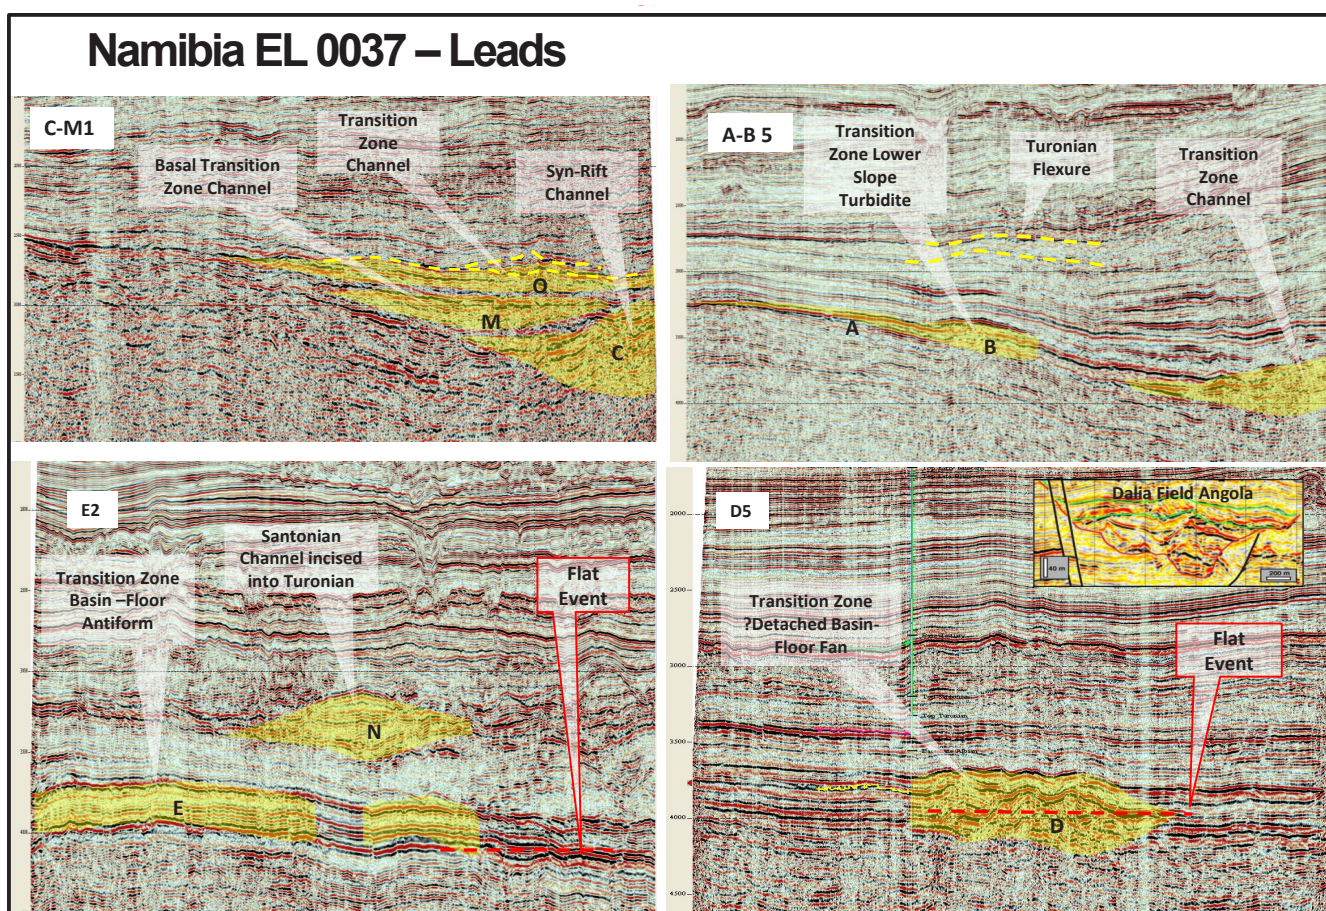 Namibia EL 0037 – Leads
C-M1
Transition
Zone
Channel
Basal Transition
Zone Channel
Syn-Rift
Channel
Q
M
C
A-B 5
Transition
Zone Lower
Slope
Turbidite
Turonian
Flexure
Transition
Zone
Channel
A
B
E2
Santonian
Channel incised
into Turonian
Transition Zone
Basin –Floor
Antiform
Flat
Event
N
E
D5
Dalia Field Angola
40 m
200 m
Transition Zone
?Detached Basin-
Floor Fan
Flat
Event
Top Turonian
D
2000
2500
3000
3500
4000
4500